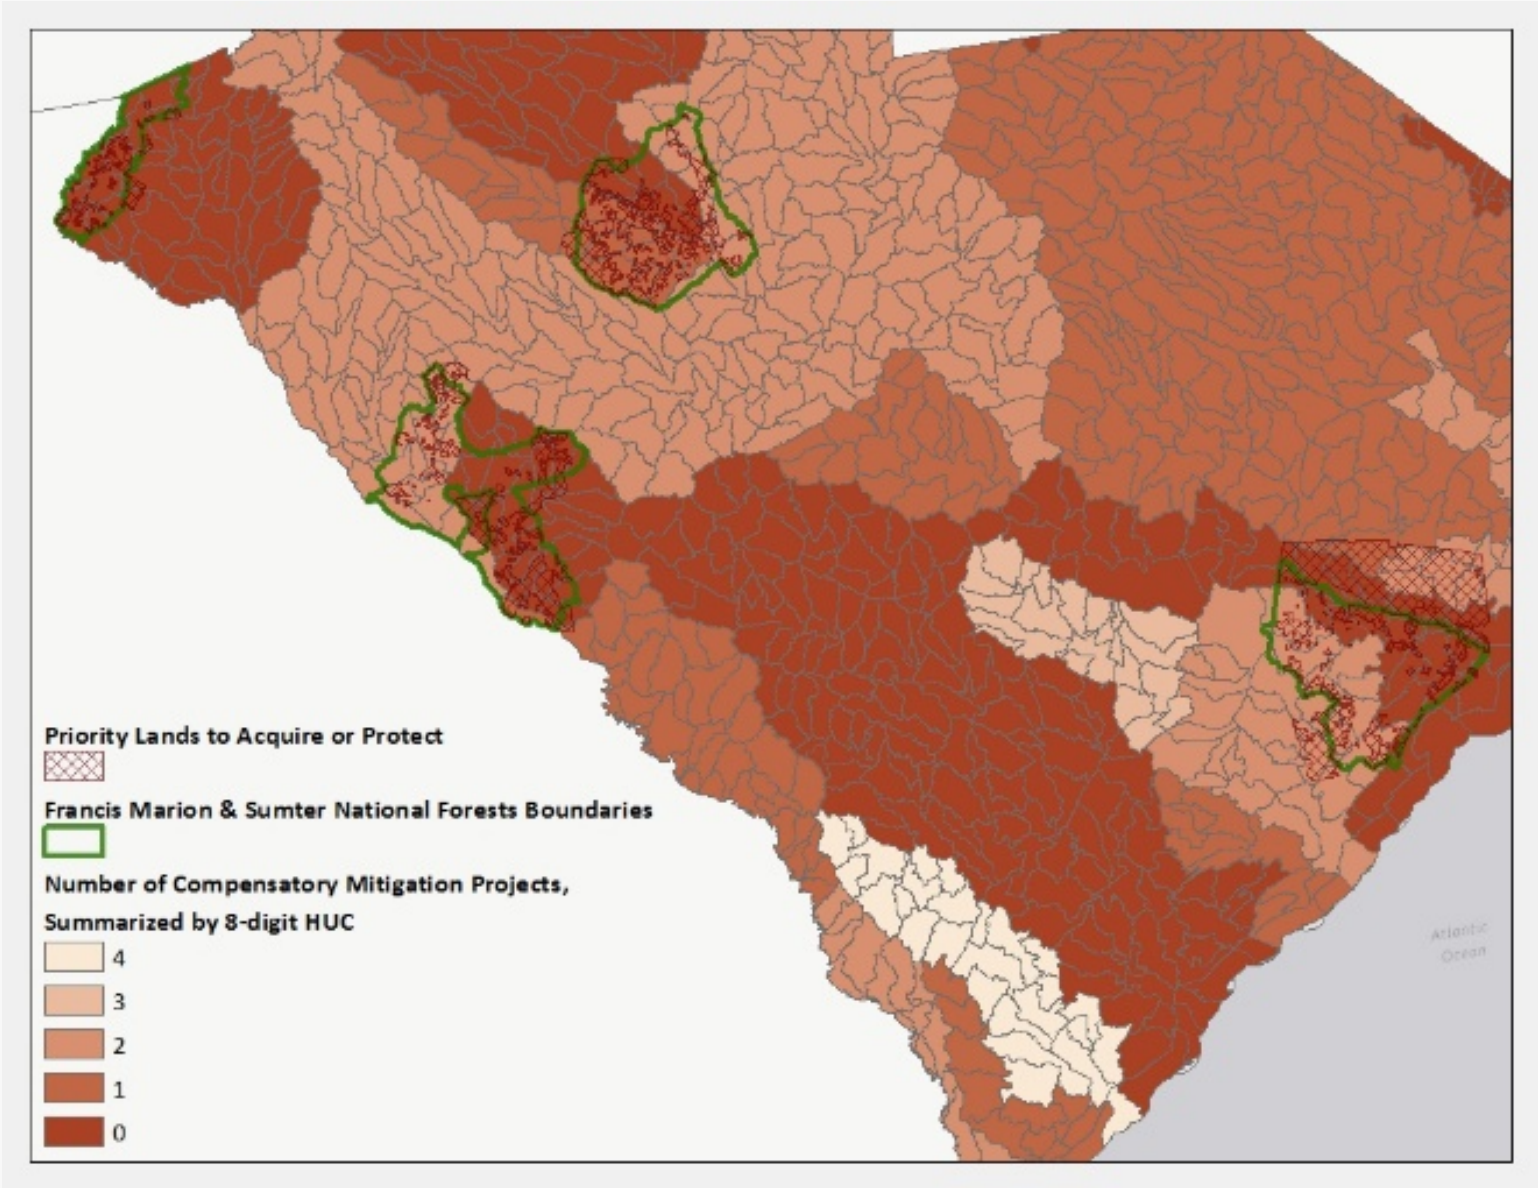 Priority Lands to Acquire or Protect
Francis Marion & Sumter National Forests Boundaries
Number of Compensatory Mitigation Projects,
Summarized by 8-digit HUC
4
3
2
1
0
Atlantic
Ocean